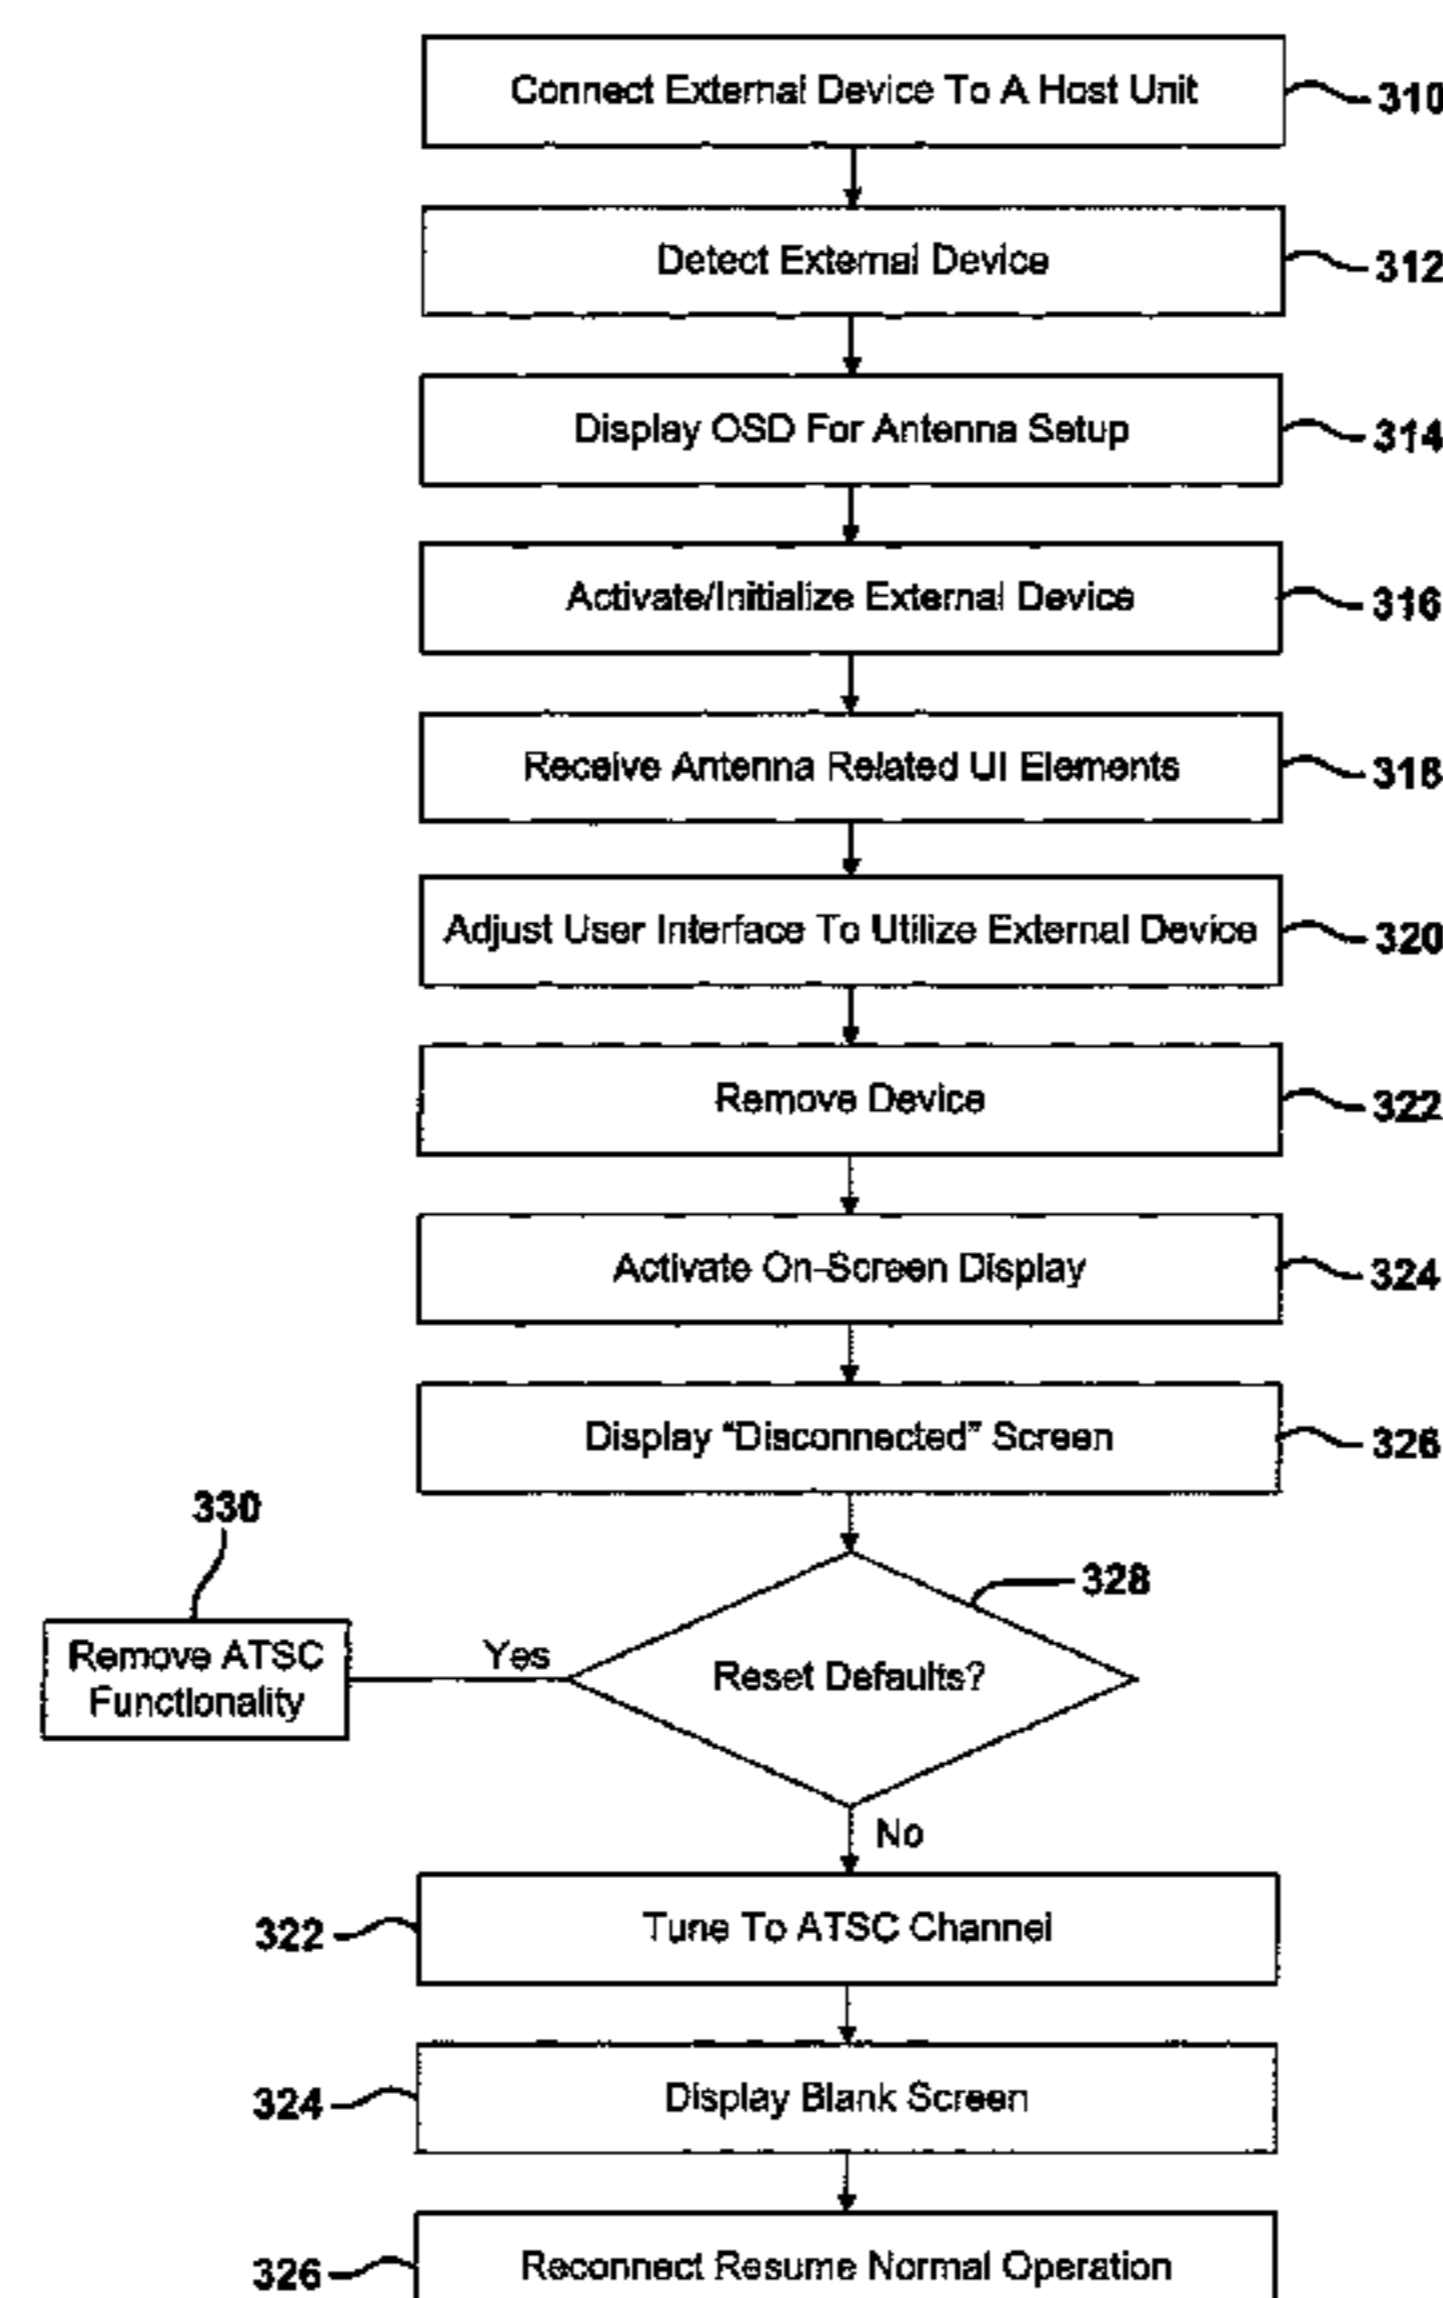 Connect External Device To A Host Unit
310
Detect External Device
312
Display OSD For Antenna Setup
314
Activate/Initialize External Device
316
Receive Antenna Related UI Elements
318
Adjust User Interface To Utilize External Device
320
Remove Device
322
Activate On-Screen Display
324
Display “Disconnected” Screen
326
330
328
Remove ATSC
Functionality
Yes
Reset Defaults?
No
322
Tune To ATSC Channel
324
Display Blank Screen
326
Reconnect Resume Normal Operation